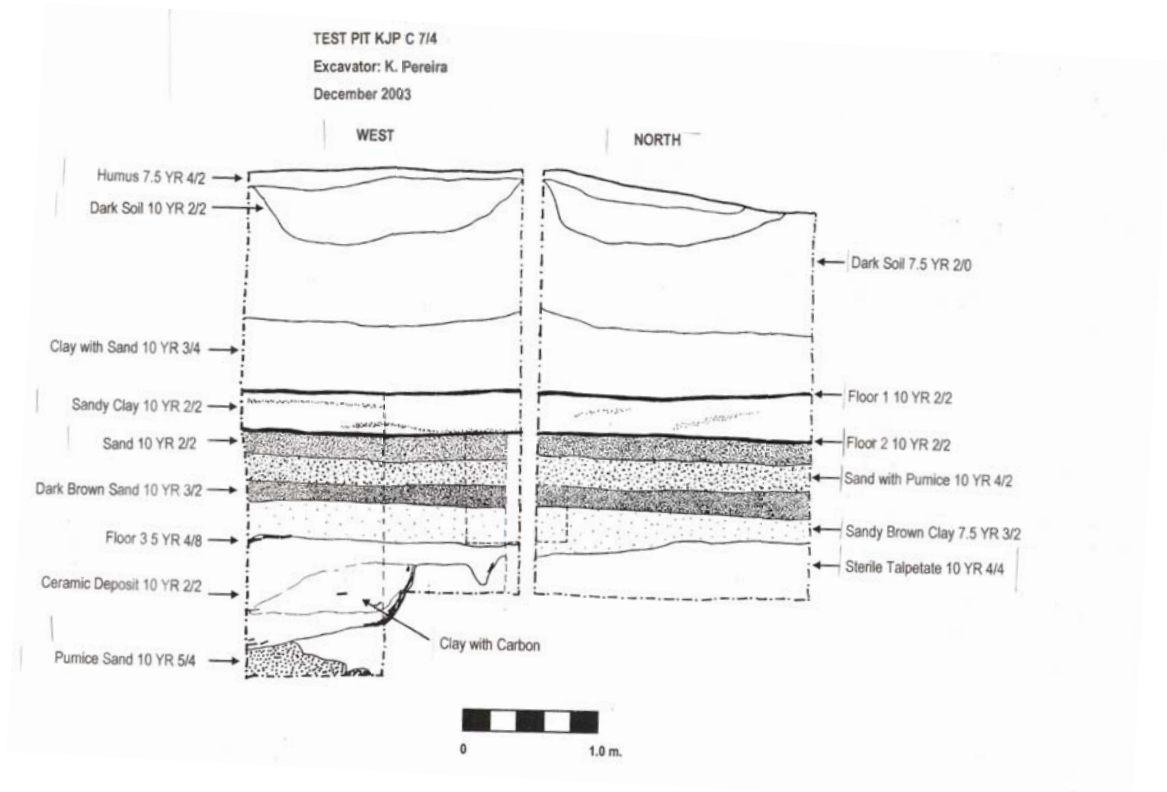 TEST PIT KJP C 7/4
Excavator: K. Pereira
December 2003
WEST
NORTH
Humus 7.5 YR 4/2
Dark Soil 10 YR 2/2
Clay with Sand 10 YR 3/4
Sandy Clay 10 YR 2/2
Sand 10 YR 2/2
Dark Brown Sand 10 YR 3/2
Floor 3 5 YR 4/8
Ceramic Deposit 10 YR 2/2
Pumice Sand 10 YR 5/4
Clay with Carbon
Dark Soil 7.5 YR 2/0
Floor 1 10 YR 2/2
Floor 2 10 YR 2/2
Sand with Pumice 10 YR 4/2
Sandy Brown Clay 7.5 YR 3/2
Sterile Talpetate 10 YR 4/4
0 1.0 m.